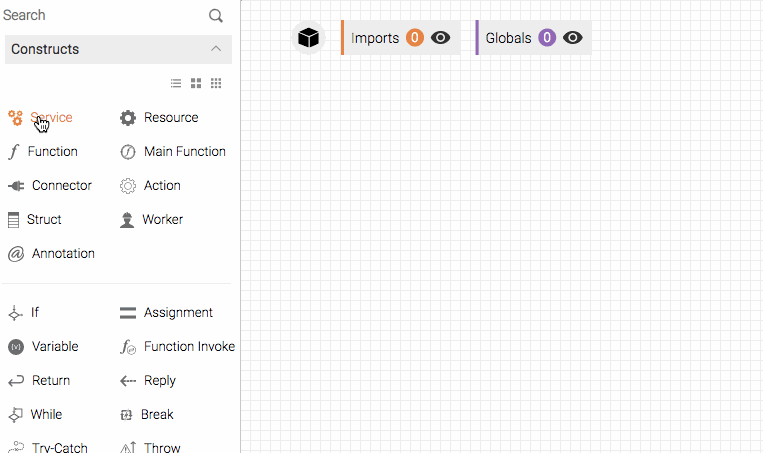 Search
Imports 0 Globals 0
Constructs
Service Resource
Function Main Function
Connector Action
Struct Worker
Annotation
If Assignment
Variable Function Invoke
Return Reply
While Break
Try-Catch Throw